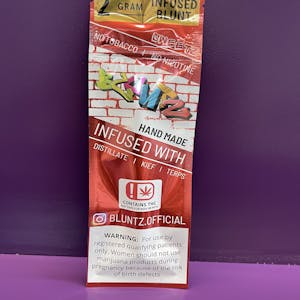 2 GRAM INFUSED BLUNT
NO TOBACCO | NO NICOTINE
HAND MADE
INFUSED WITH
DISTILLATE | KIEF | TERPS
CONTAINS THC
BLUNTZ.OFFICIAL
WARNING: For use by
registered qualifying patients
only. Women should not use
marijuana products during
pregnancy because of the risk
of birth defects.